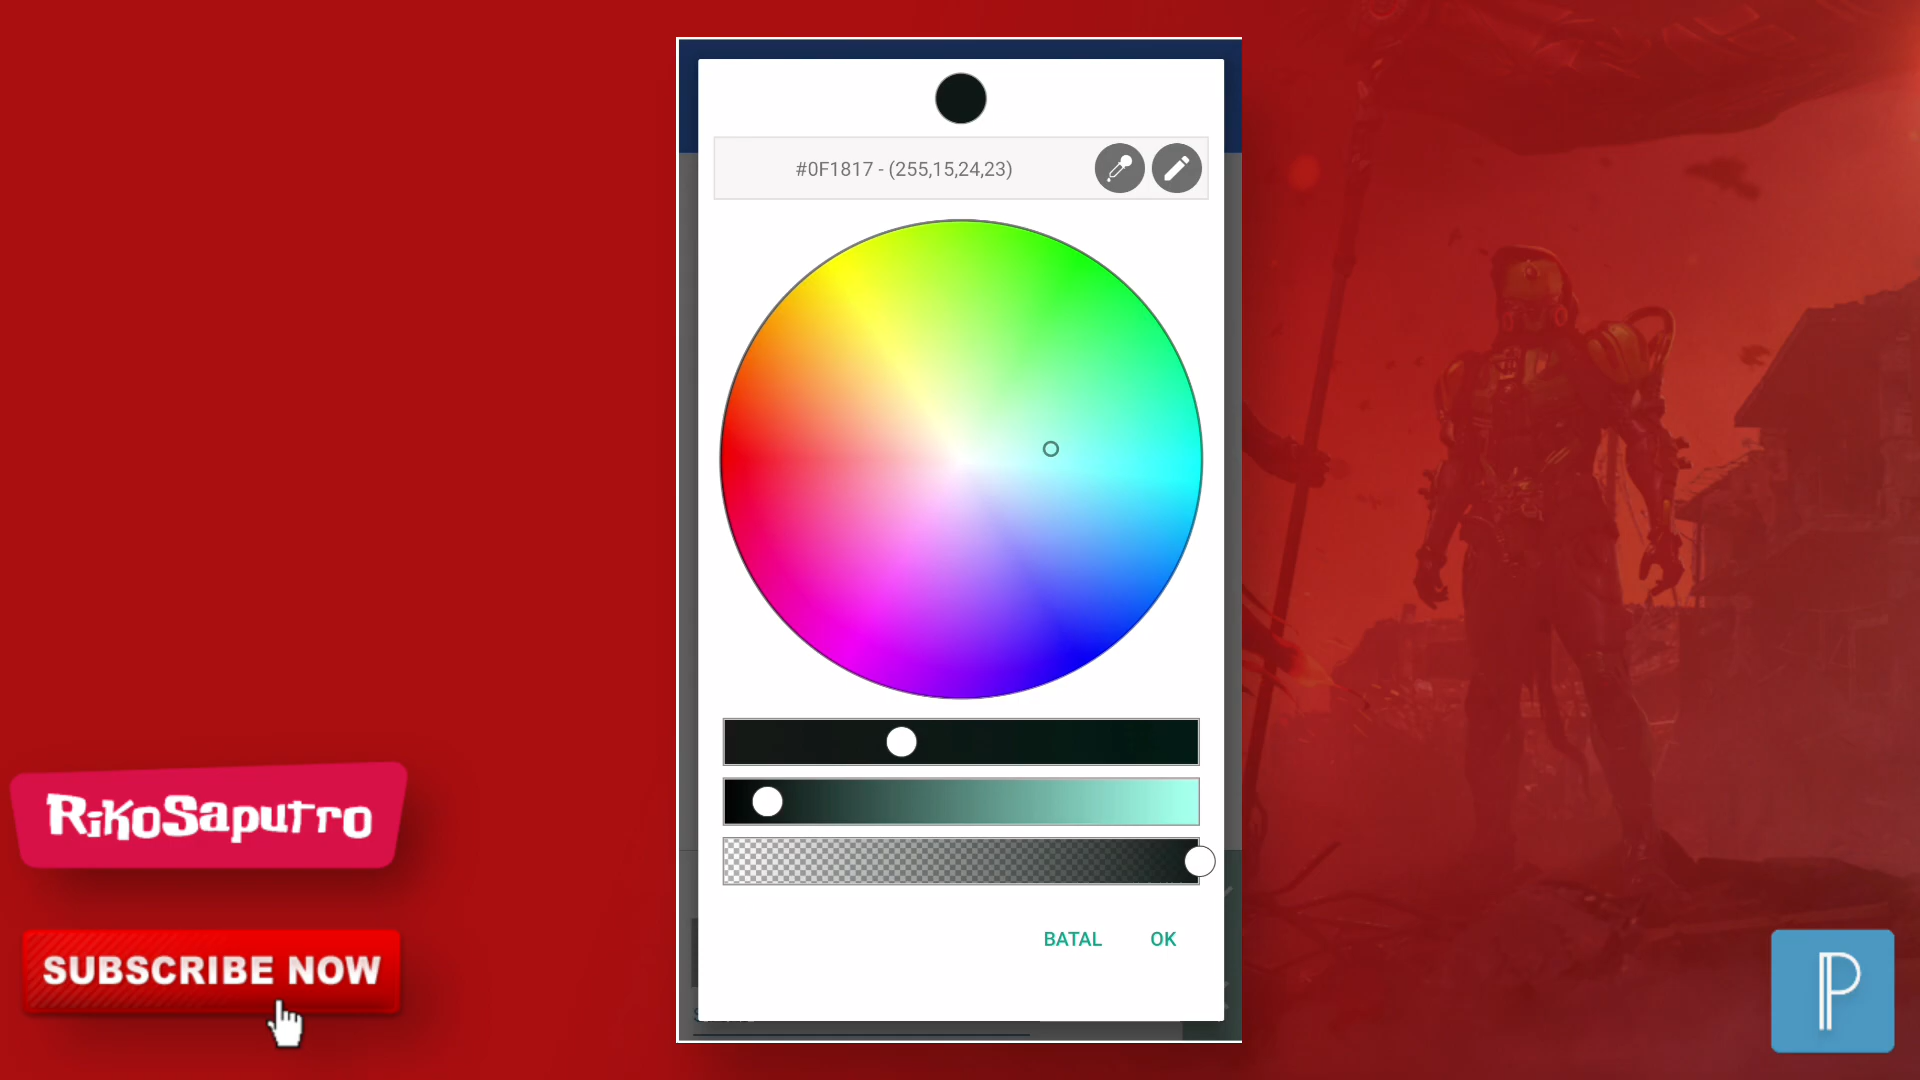 #0F1817 - (255,15,24,23)
BATAL OK
RikoSaputro
SUBSCRIBE NOW
P